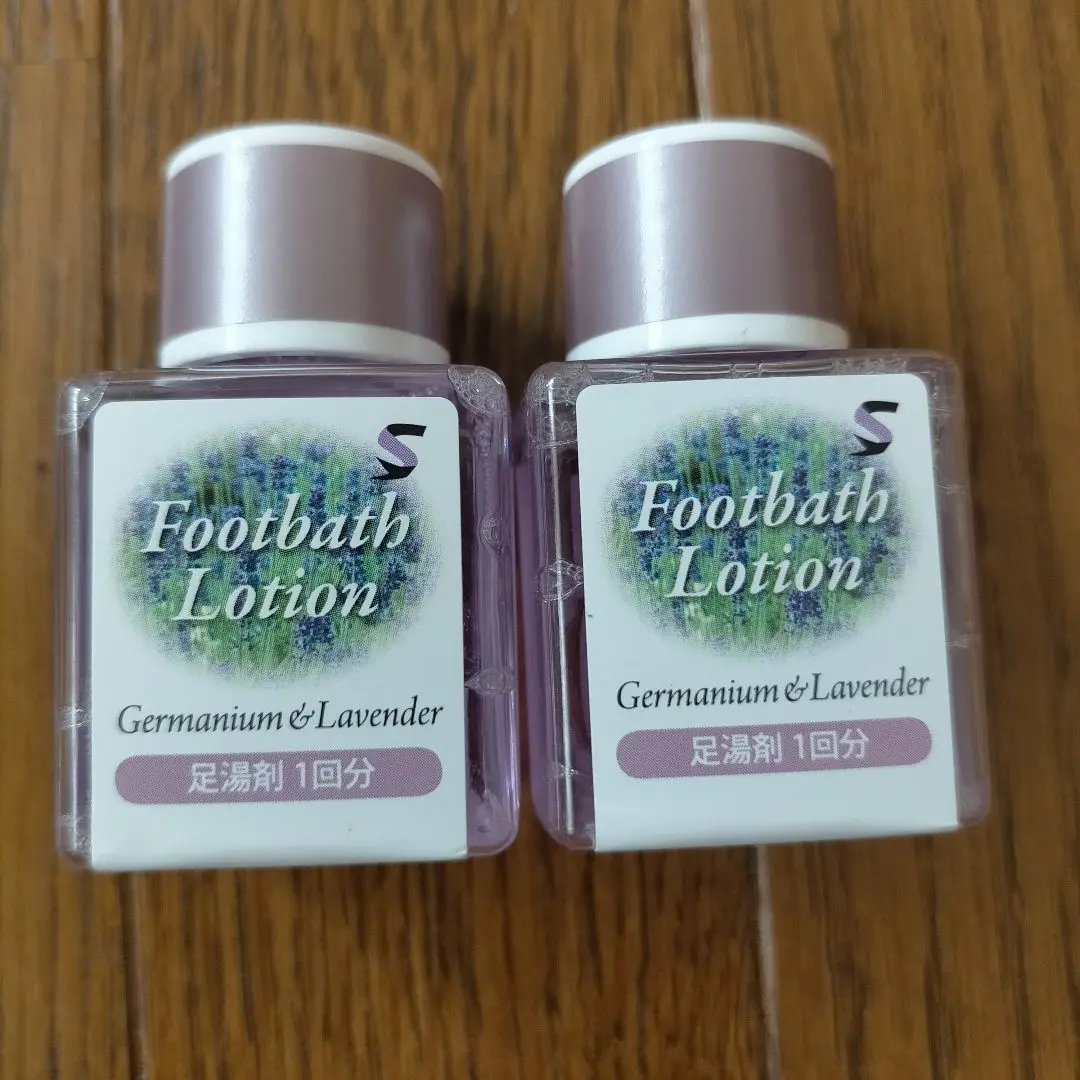 S
Footbath
Lotion
Germanium & Lavender
足湯剤 1回分
S
Footbath
Lotion
Germanium & Lavender
足湯剤 1回分